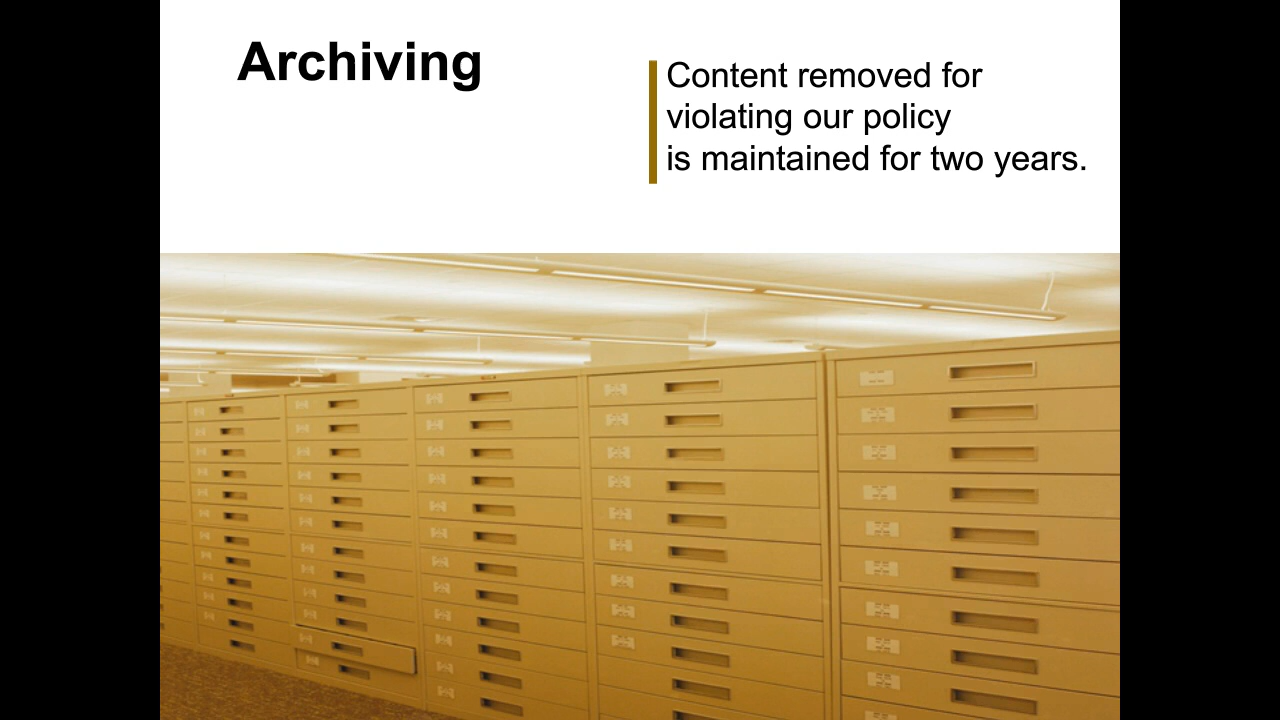 Archiving
Content removed for
violating our policy
is maintained for two years.